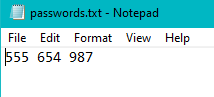 passwords.txt - Notepad
File Edit Format View Help
555 654 987